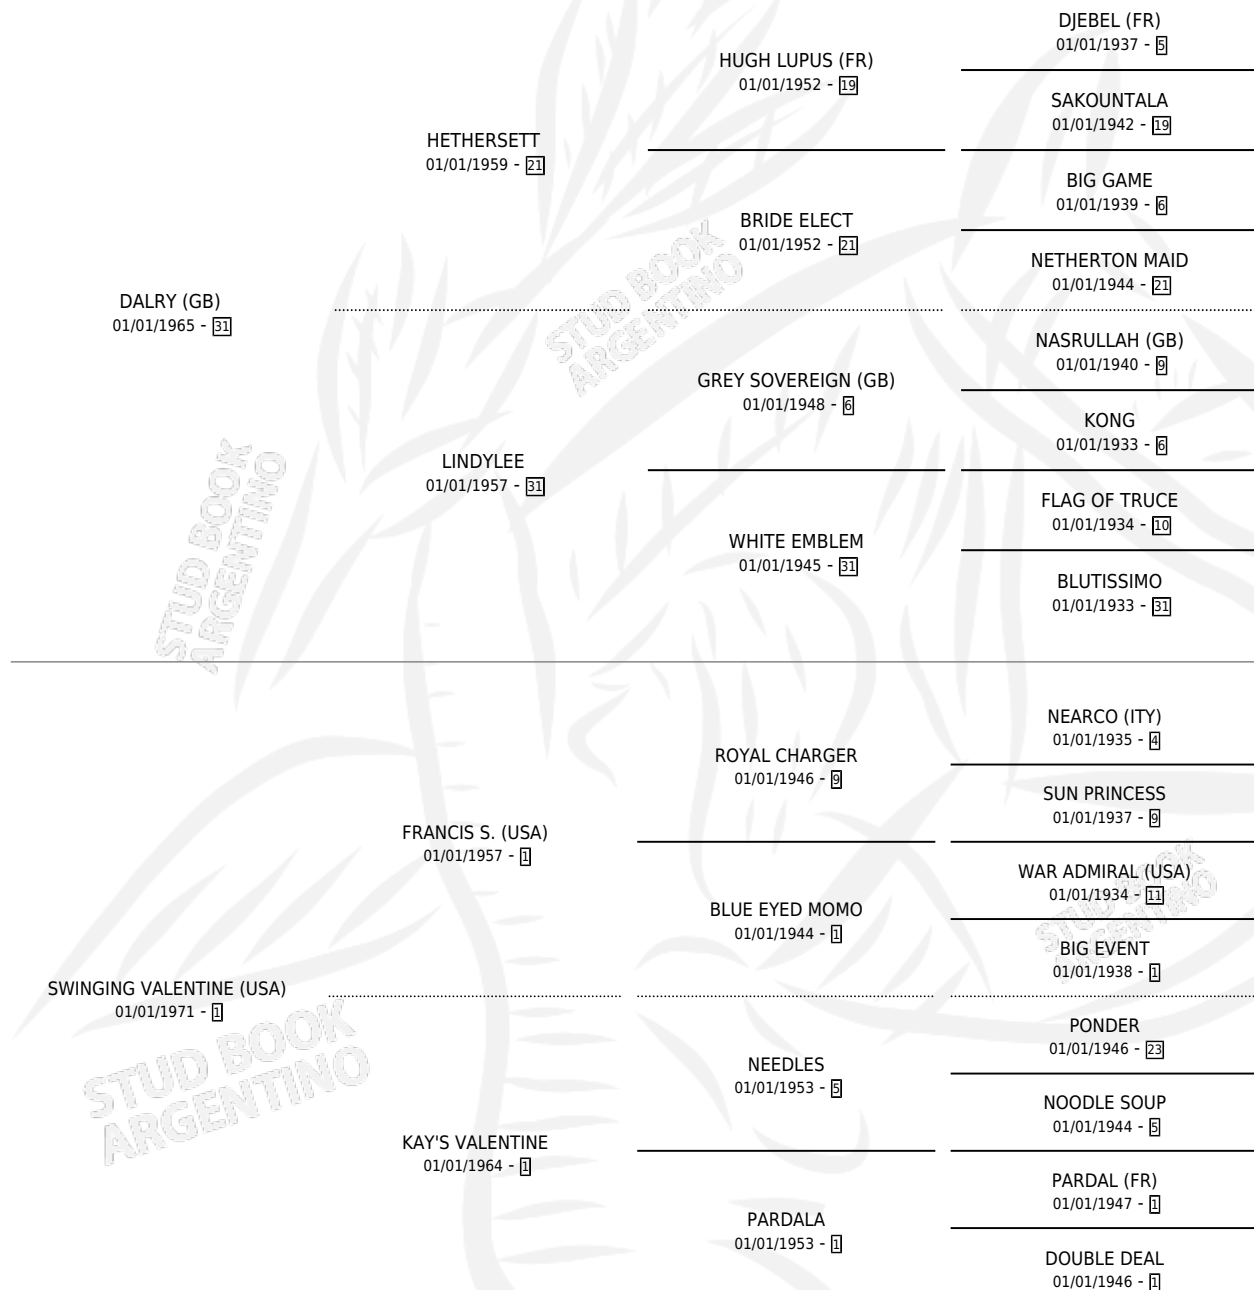 DJEBEL (FR)
01/01/1937 - 5
HUGH LUPUS (FR)
01/01/1952 - 19
SAKOUNTALA
01/01/1942 - 19
HETHERSETT
01/01/1959 - 21
BIG GAME
01/01/1939 - 6
BRIDE ELECT
01/01/1952 - 21
NETHERTON MAID
01/01/1944 - 21
DALRY (GB)
01/01/1965 - 31
STUD BOOK
ARGENTINO
NASRULLAH (GB)
01/01/1940 - 9
GREY SOVEREIGN (GB)
01/01/1948 - 6
KONG
01/01/1933 - 6
LINDYLEE
01/01/1957 - 31
FLAG OF TRUCE
01/01/1934 - 10
WHITE EMBLEM
01/01/1945 - 31
BLUTISSIMO
01/01/1933 - 31
STUD BOOK
ARGENTINO
NEARCO (ITY)
01/01/1935 - 4
ROYAL CHARGER
01/01/1946 - 9
SUN PRINCESS
01/01/1937 - 9
FRANCIS S. (USA)
01/01/1957 - 1
WAR ADMIRAL (USA)
01/01/1934 - 11
STUD BOOK
ARGENTINO
BLUE EYED MOMO
01/01/1944 - 1
BIG EVENT
01/01/1938 - 1
SWINGING VALENTINE (USA)
01/01/1971 - 1
STUD BOOK
ARGENTINO
PONDER
01/01/1946 - 23
NEEDLES
01/01/1953 - 5
NOODLE SOUP
01/01/1944 - 5
KAY'S VALENTINE
01/01/1964 - 1
PARDAL (FR)
01/01/1947 - 1
PARDALA
01/01/1953 - 1
DOUBLE DEAL
01/01/1946 - 1